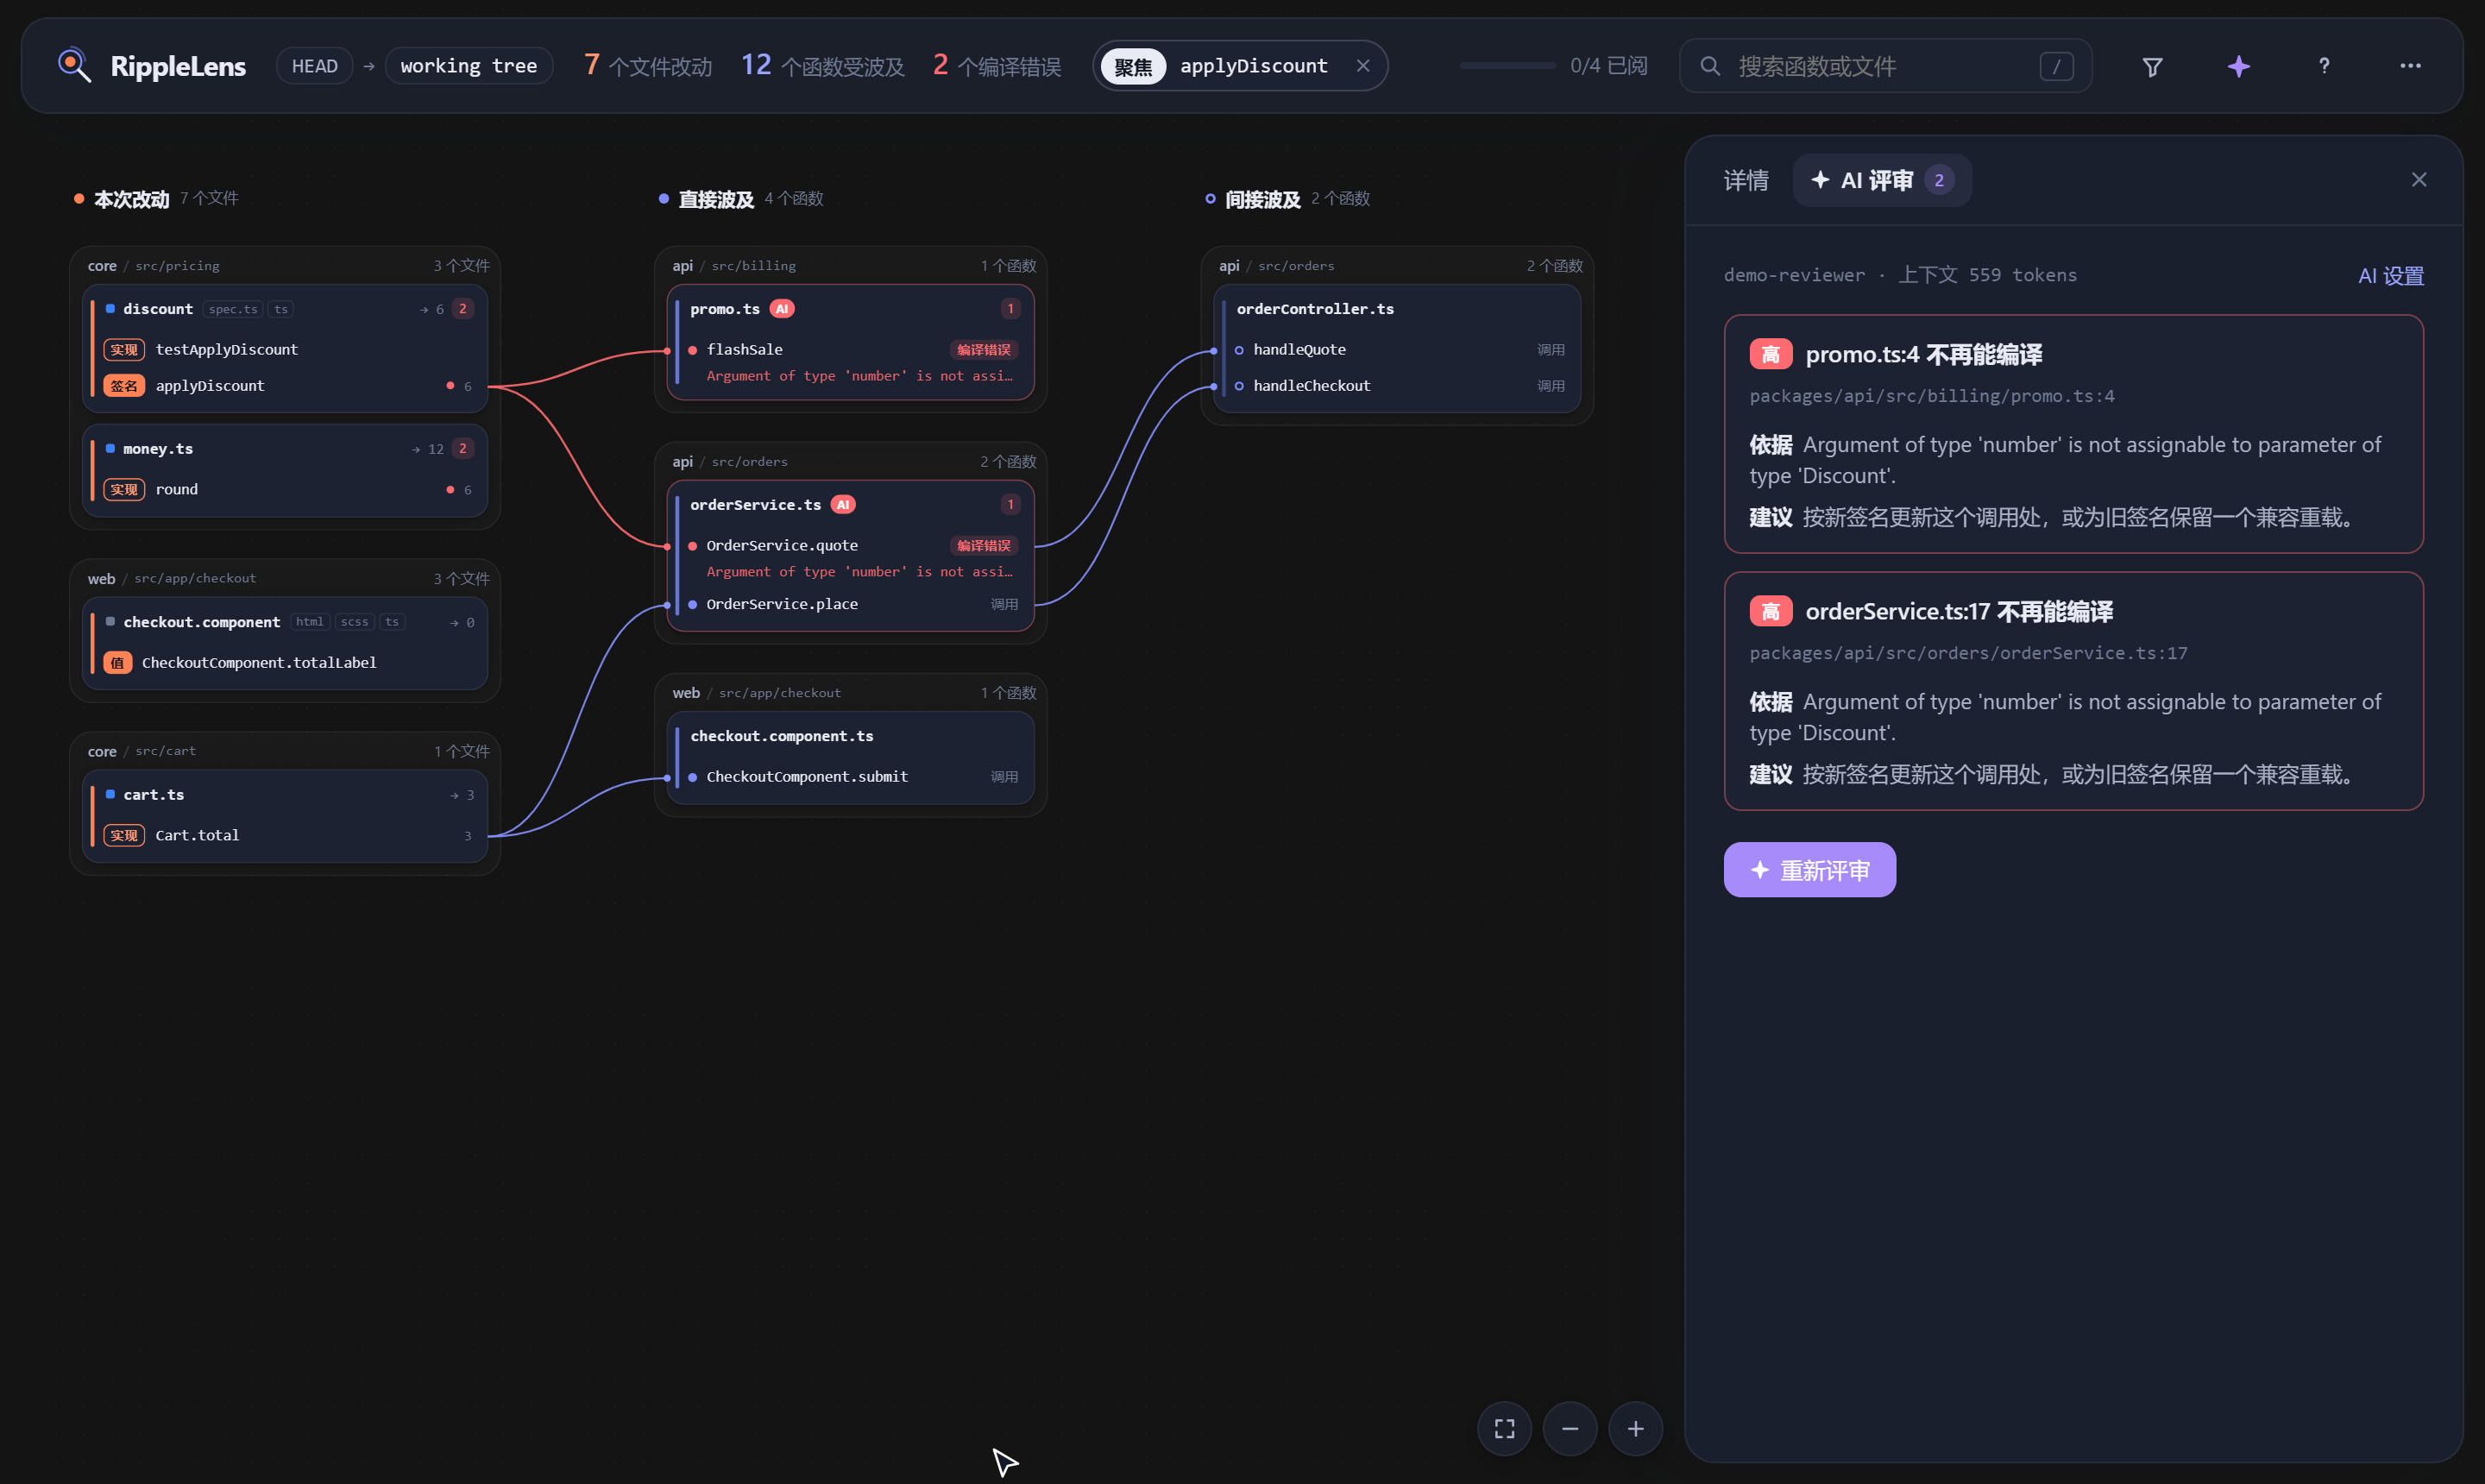 RippleLens HEAD → working tree 7 个文件改动 12 个函数受波及 2 个编译错误 聚焦 applyDiscount × 0/4 已阅 搜索函数或文件 / ? ···
本次改动 7 个文件
core / src/pricing 3 个文件
discount spec.ts ts → 6 2
实现 testApplyDiscount
签名 applyDiscount 6
money.ts → 12 2
实现 round 6
web / src/app/checkout 3 个文件
checkout.component html scss ts → 0
值 CheckoutComponent.totalLabel
core / src/cart 1 个文件
cart.ts → 3
实现 Cart.total 3
直接波及 4 个函数
api / src/billing 1 个函数
promo.ts AI 1
flashSale 编译错误
Argument of type 'number' is not assi…
api / src/orders 2 个函数
orderService.ts AI 1
OrderService.quote 编译错误
Argument of type 'number' is not assi…
OrderService.place 调用
web / src/app/checkout 1 个函数
checkout.component.ts
CheckoutComponent.submit 调用
间接波及 2 个函数
api / src/orders 2 个函数
orderController.ts
handleQuote 调用
handleCheckout 调用
详情 AI 评审 2 ×
demo-reviewer · 上下文 559 tokens AI 设置
高 promo.ts:4 不再能编译
packages/api/src/billing/promo.ts:4
依据 Argument of type 'number' is not assignable to parameter of
type 'Discount'.
建议 按新签名更新这个调用处，或为旧签名保留一个兼容重载。
高 orderService.ts:17 不再能编译
packages/api/src/orders/orderService.ts:17
依据 Argument of type 'number' is not assignable to parameter of
type 'Discount'.
建议 按新签名更新这个调用处，或为旧签名保留一个兼容重载。
重新评审